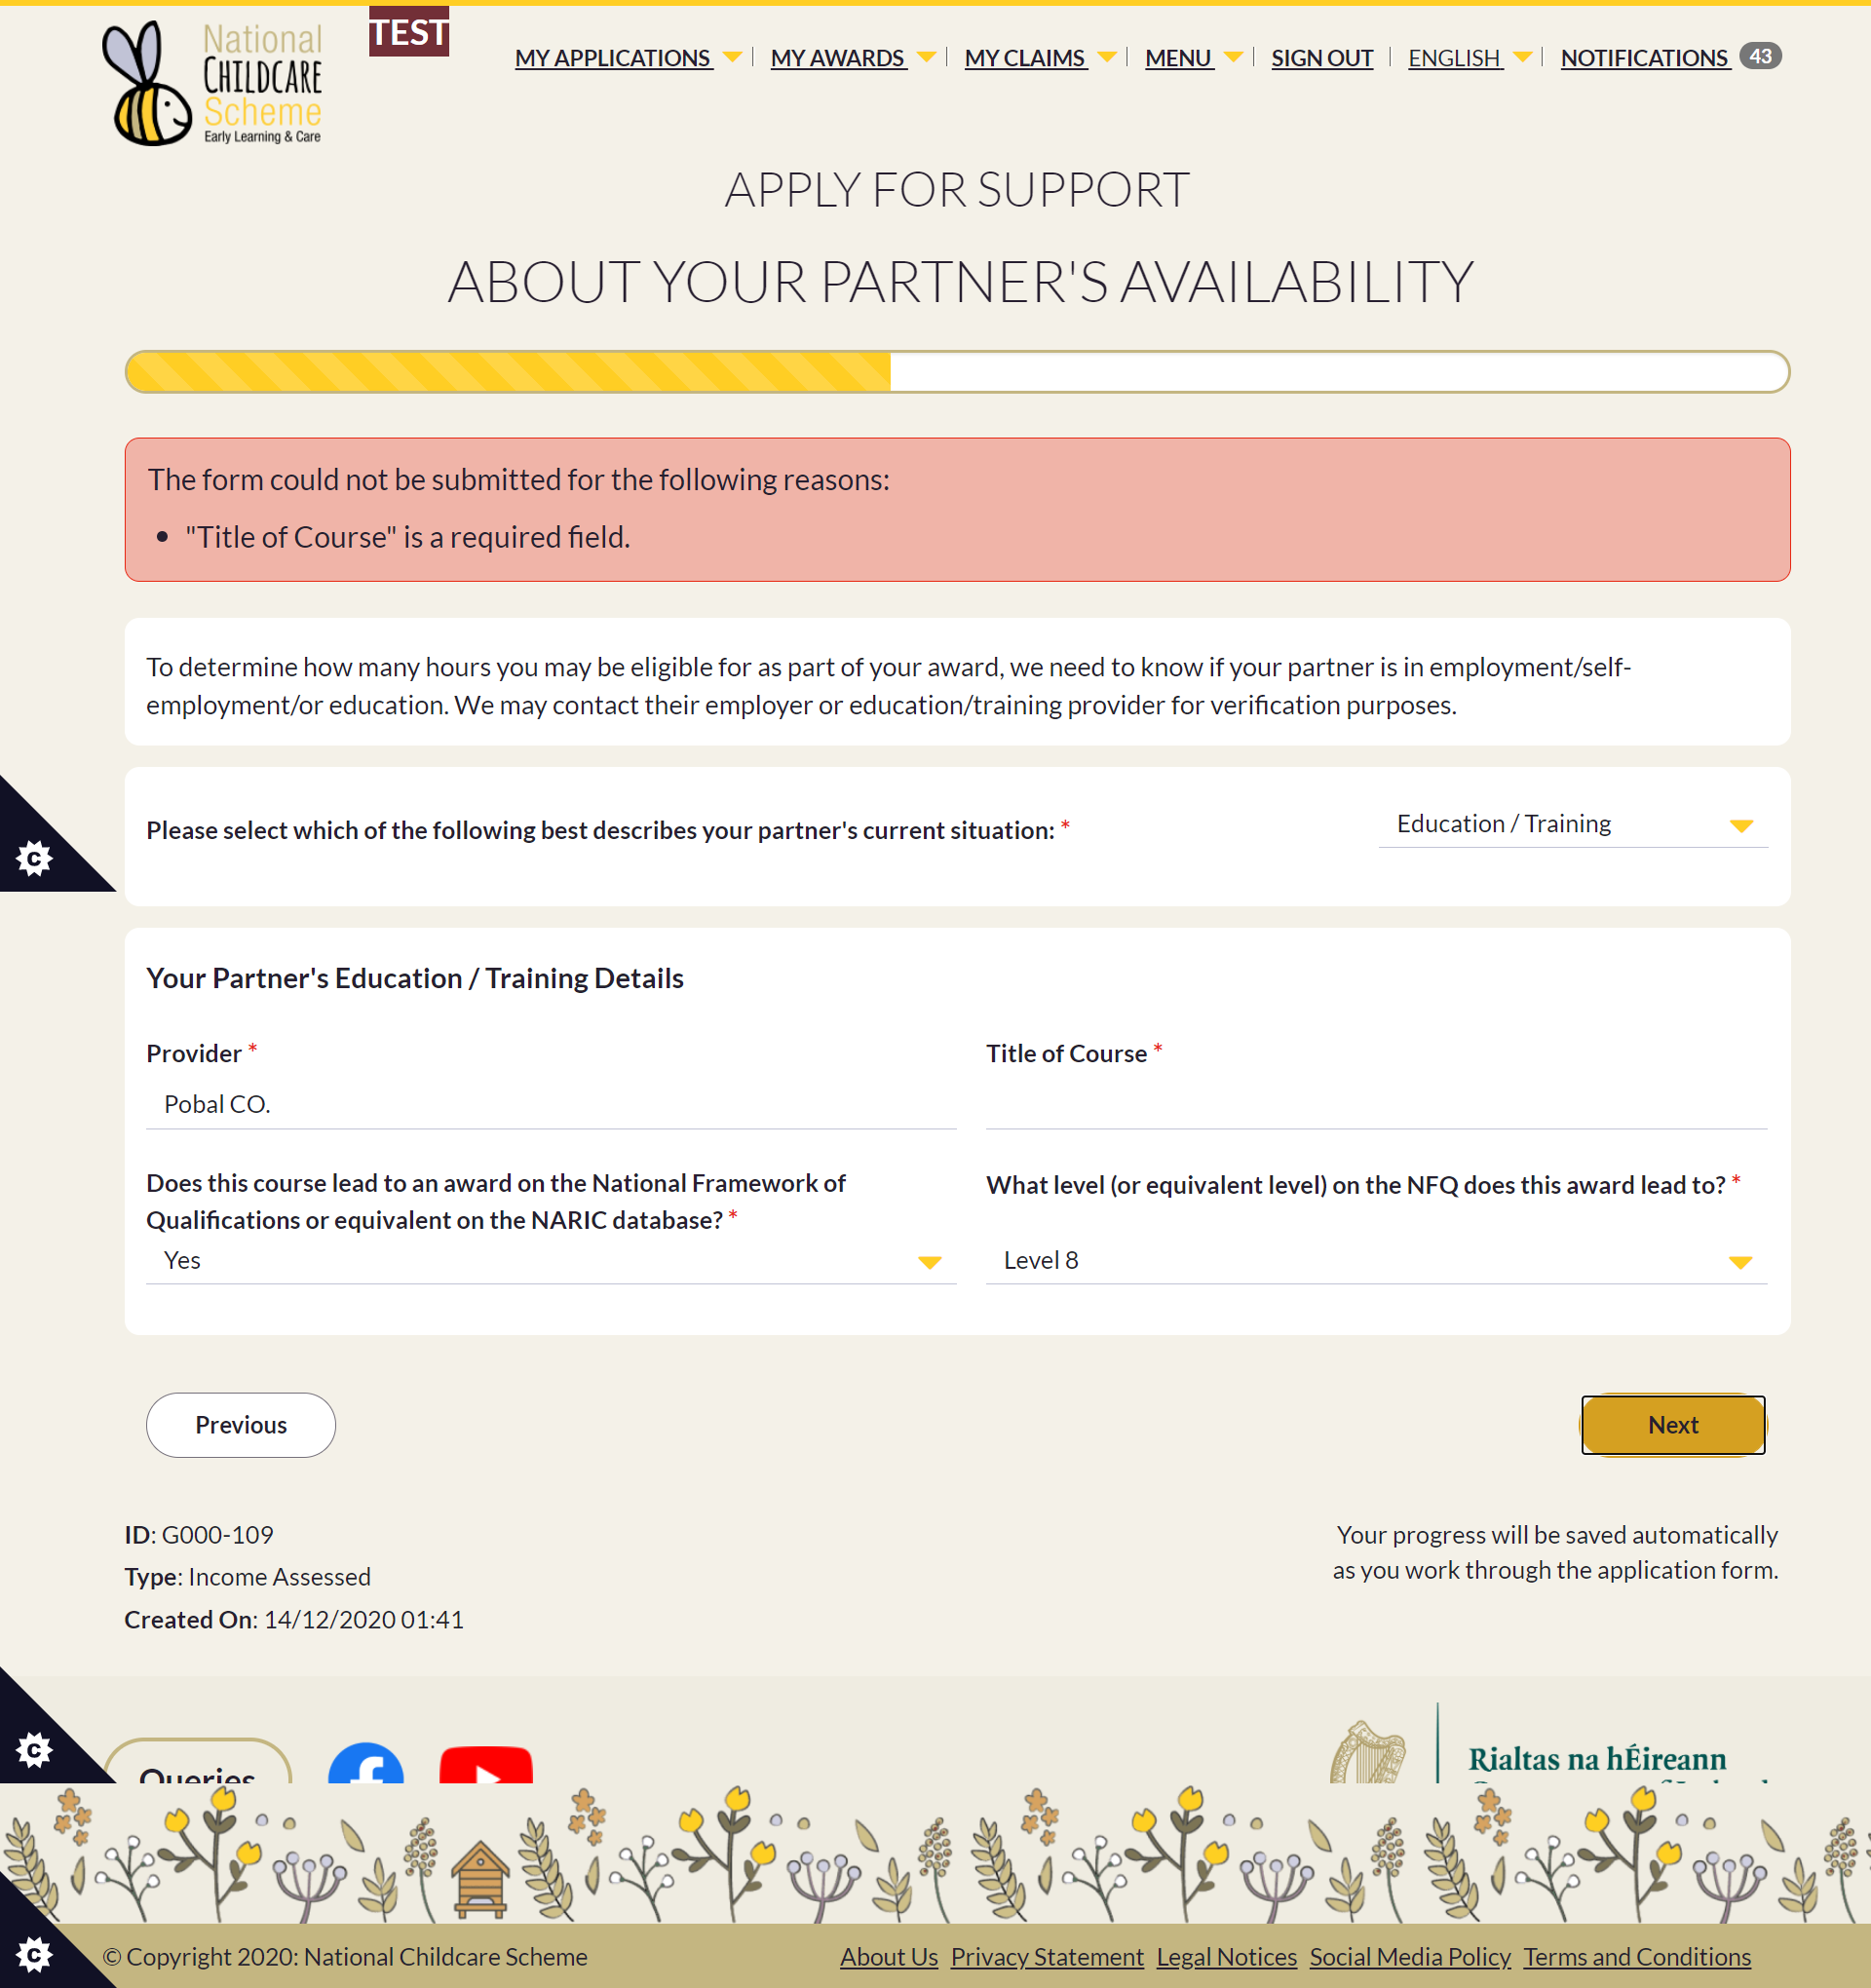 National
CHILDCARE
Scheme
Early Learning & Care
TEST
MY APPLICATIONS
MY AWARDS
MY CLAIMS
MENU
SIGN OUT
ENGLISH
NOTIFICATIONS 43
APPLY FOR SUPPORT
ABOUT YOUR PARTNER'S AVAILABILITY
The form could not be submitted for the following reasons:
• "Title of Course" is a required field.
To determine how many hours you may be eligible for as part of your award, we need to know if your partner is in employment/self-
employment/or education. We may contact their employer or education/training provider for verification purposes.
Please select which of the following best describes your partner's current situation: *
Education / Training
C
Your Partner's Education / Training Details
Provider *
Title of Course *
Pobal CO.
Does this course lead to an award on the National Framework of
Qualifications or equivalent on the NARIC database? *
What level (or equivalent level) on the NFQ does this award lead to? *
Yes
Level 8
Previous
Next
ID: G000-109
Type: Income Assessed
Created On: 14/12/2020 01:41
Your progress will be saved automatically
as you work through the application form.
C
Queries
Rialtas na hÉireann
C
© Copyright 2020: National Childcare Scheme
About Us
Privacy Statement
Legal Notices
Social Media Policy
Terms and Conditions